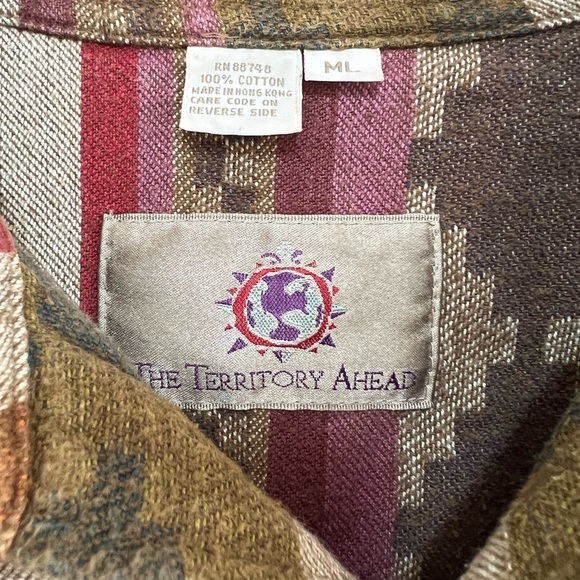 RN 88748
100% COTTON
MADE IN HONG KONG
CARE CODE ON
REVERSE SIDE
ML
THE TERRITORY AHEAD